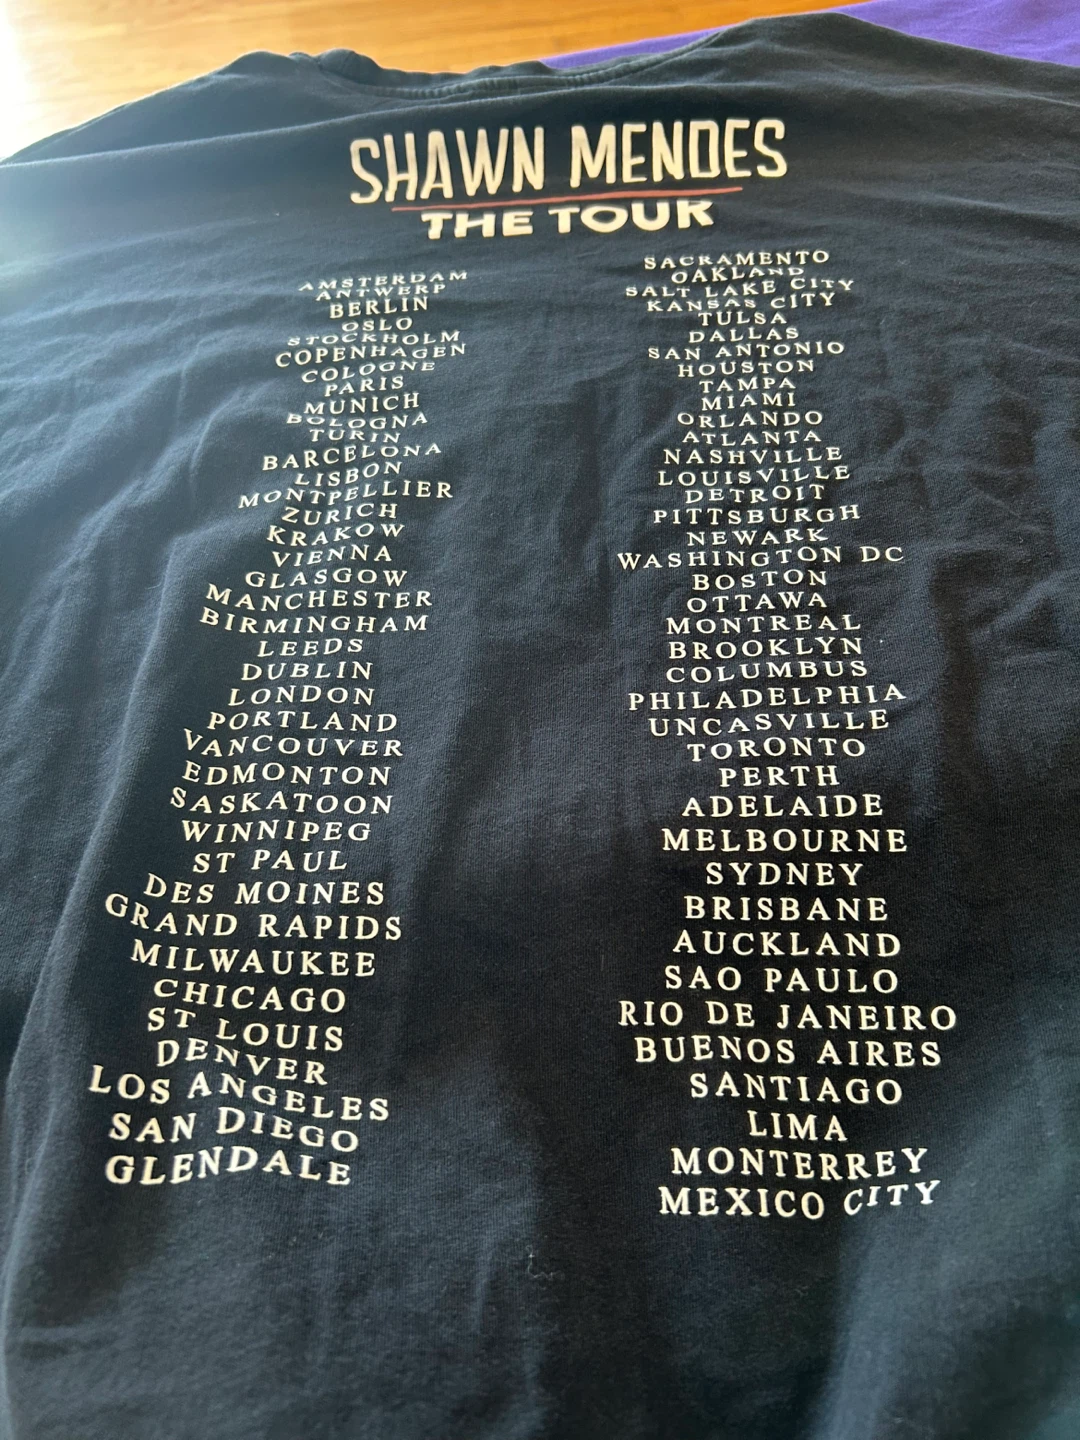 SHAWN MENDES
THE TOUR
AMSTERDAM
ANTWERP
BERLIN
OSLO
STOCKHOLM
COPENHAGEN
COLOGNE
PARIS
MUNICH
BOLOGNA
TURIN
BARCELONA
LISBON
MONTPELLIER
ZURICH
KRAKOW
VIENNA
GLASGOW
MANCHESTER
BIRMINGHAM
LEEDS
DUBLIN
LONDON
PORTLAND
VANCOUVER
EDMONTON
SASKATOON
WINNIPEG
ST PAUL
DES MOINES
GRAND RAPIDS
MILWAUKEE
CHICAGO
ST LOUIS
DENVER
LOS ANGELES
SAN DIEGO
GLENDALE
SACRAMENTO
OAKLAND
SALT LAKE CITY
KANSAS CITY
TULSA
DALLAS
SAN ANTONIO
HOUSTON
TAMPA
MIAMI
ORLANDO
ATLANTA
NASHVILLE
LOUISVILLE
DETROIT
PITTSBURGH
NEWARK
WASHINGTON DC
BOSTON
OTTAWA
MONTREAL
BROOKLYN
COLUMBUS
PHILADELPHIA
UNCASVILLE
TORONTO
PERTH
ADELAIDE
MELBOURNE
SYDNEY
BRISBANE
AUCKLAND
SAO PAULO
RIO DE JANEIRO
BUENOS AIRES
SANTIAGO
LIMA
MONTERREY
MEXICO CITY